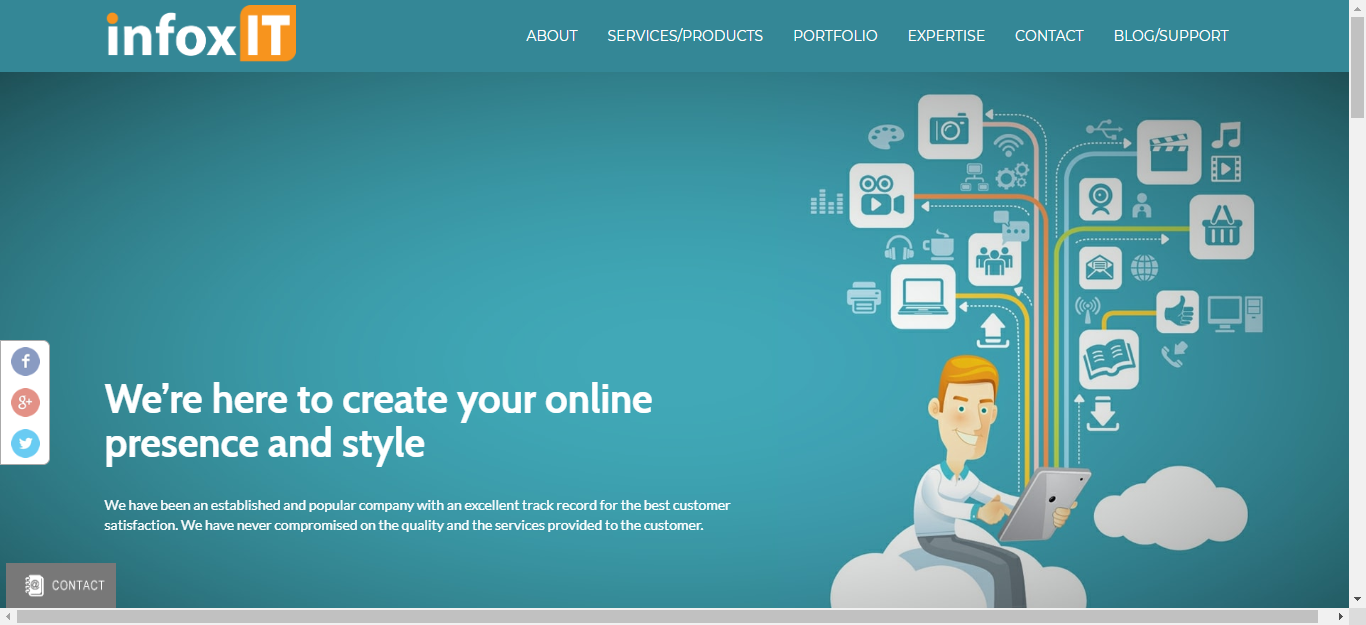 infoxIT
ABOUT SERVICES/PRODUCTS PORTFOLIO EXPERTISE CONTACT BLOG/SUPPORT
We’re here to create your online
presence and style
We have been an established and popular company with an excellent track record for the best customer
satisfaction. We have never compromised on the quality and the services provided to the customer.
CONTACT